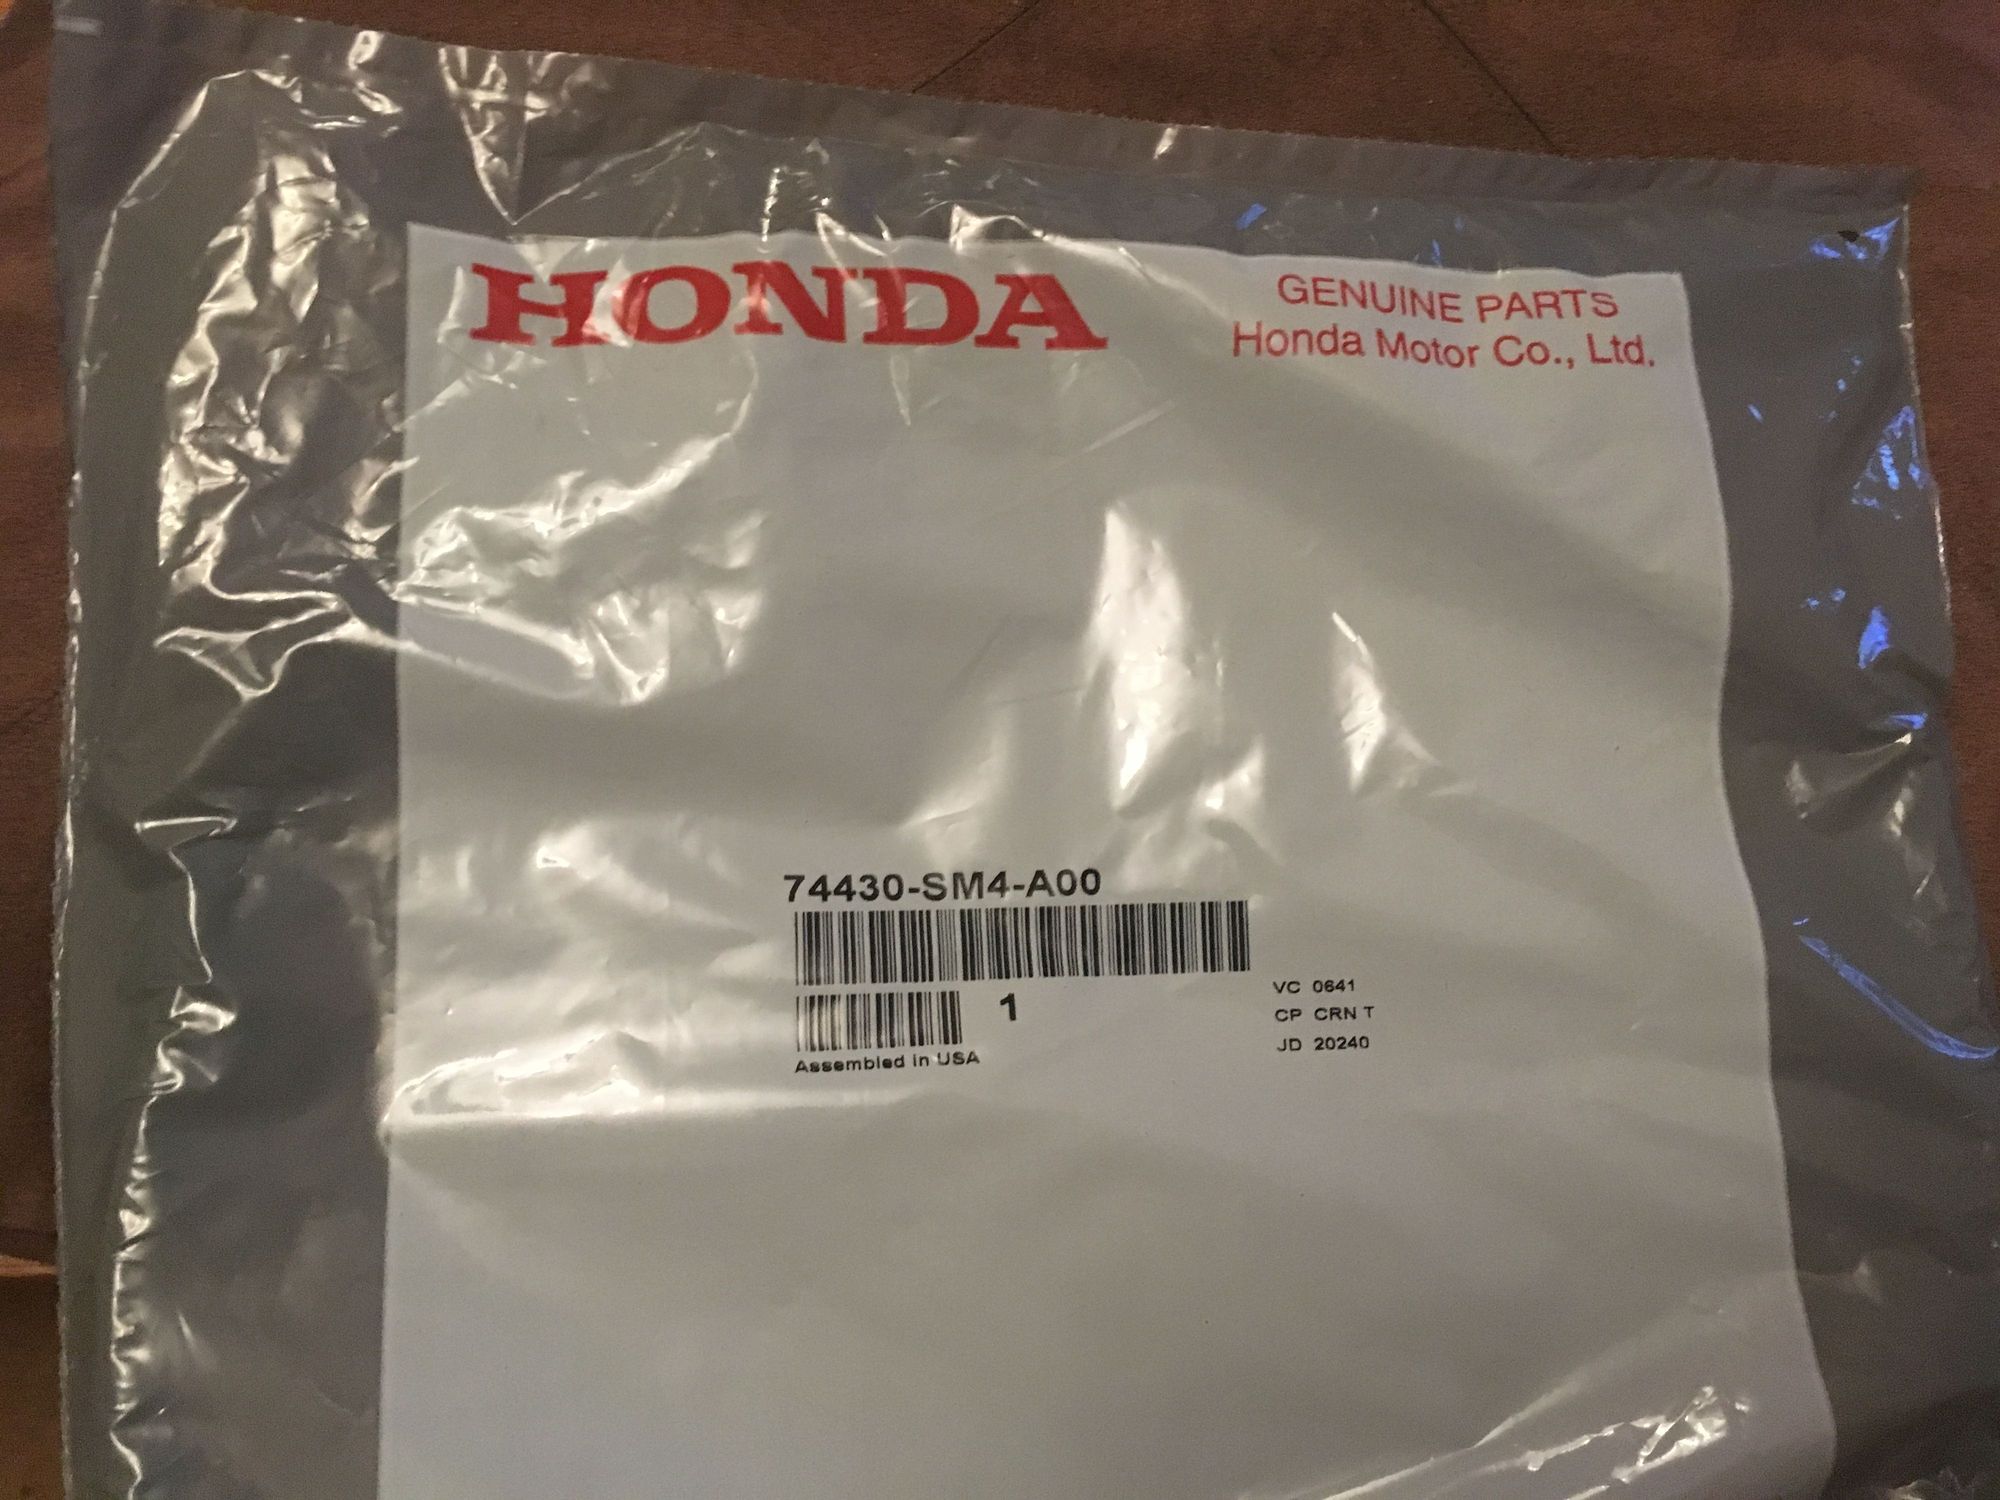 HONDA
GENUINE PARTS
Honda Motor Co., Ltd.
74430-SM4-A00
1
Assembled in USA
VC 0641
CP CRN T
JD 20240